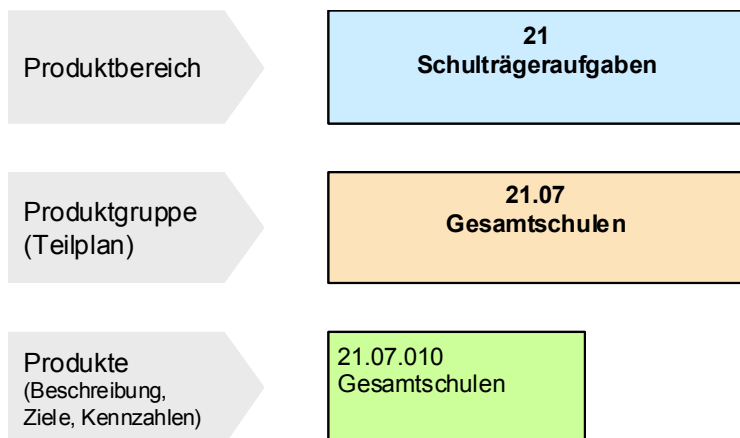 Produktbereich
21
Schulträgeraufgaben
Produktgruppe
(Teilplan)
21.07
Gesamtschulen
Produkte
(Beschreibung,
Ziele, Kennzahlen)
21.07.010
Gesamtschulen